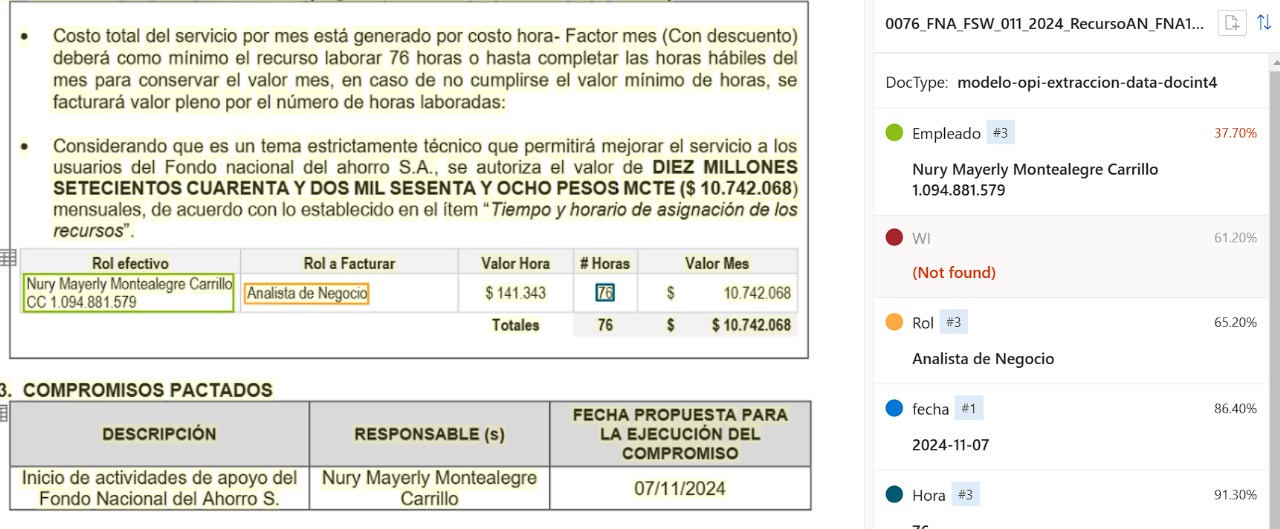 • Costo total del servicio por mes está generado por costo hora- Factor mes (Con descuento)
deberá como mínimo el recurso laborar 76 horas o hasta completar las horas hábiles del
mes para conservar el valor mes, en caso de no cumplirse el valor mínimo de horas, se
facturará valor pleno por el número de horas laboradas:
• Considerando que es un tema estrictamente técnico que permitirá mejorar el servicio a los
usuarios del Fondo nacional del ahorro S.A., se autoriza el valor de DIEZ MILLONES
SETECIENTOS CUARENTA Y DOS MIL SESENTA Y OCHO PESOS MCTE ($ 10.742.068)
mensuales, de acuerdo con lo establecido en el ítem “Tiempo y horario de asignación de los
recursos”.
Rol efectivo Rol a Facturar Valor Hora # Horas Valor Mes
Nury Mayerly Montealegre Carrillo
CC 1.094.881.579 Analista de Negocio $ 141.343 76 $ 10.742.068
Totales 76 $ $ 10.742.068
3. COMPROMISOS PACTADOS
DESCRIPCIÓN RESPONSABLE (s) FECHA PROPUESTA PARA
LA EJECUCIÓN DEL
COMPROMISO
Inicio de actividades de apoyo del
Fondo Nacional del Ahorro S. Nury Mayerly Montealegre
Carrillo 07/11/2024
0076_FNA_FSW_011_2024_RecursoAN_FNA1...
DocType: modelo-opi-extraccion-data-docint4
Empleado #3 37.70%
Nury Mayerly Montealegre Carrillo
1.094.881.579
WI 61.20%
(Not found)
Rol #3 65.20%
Analista de Negocio
fecha #1 86.40%
2024-11-07
Hora #3 91.30%
76